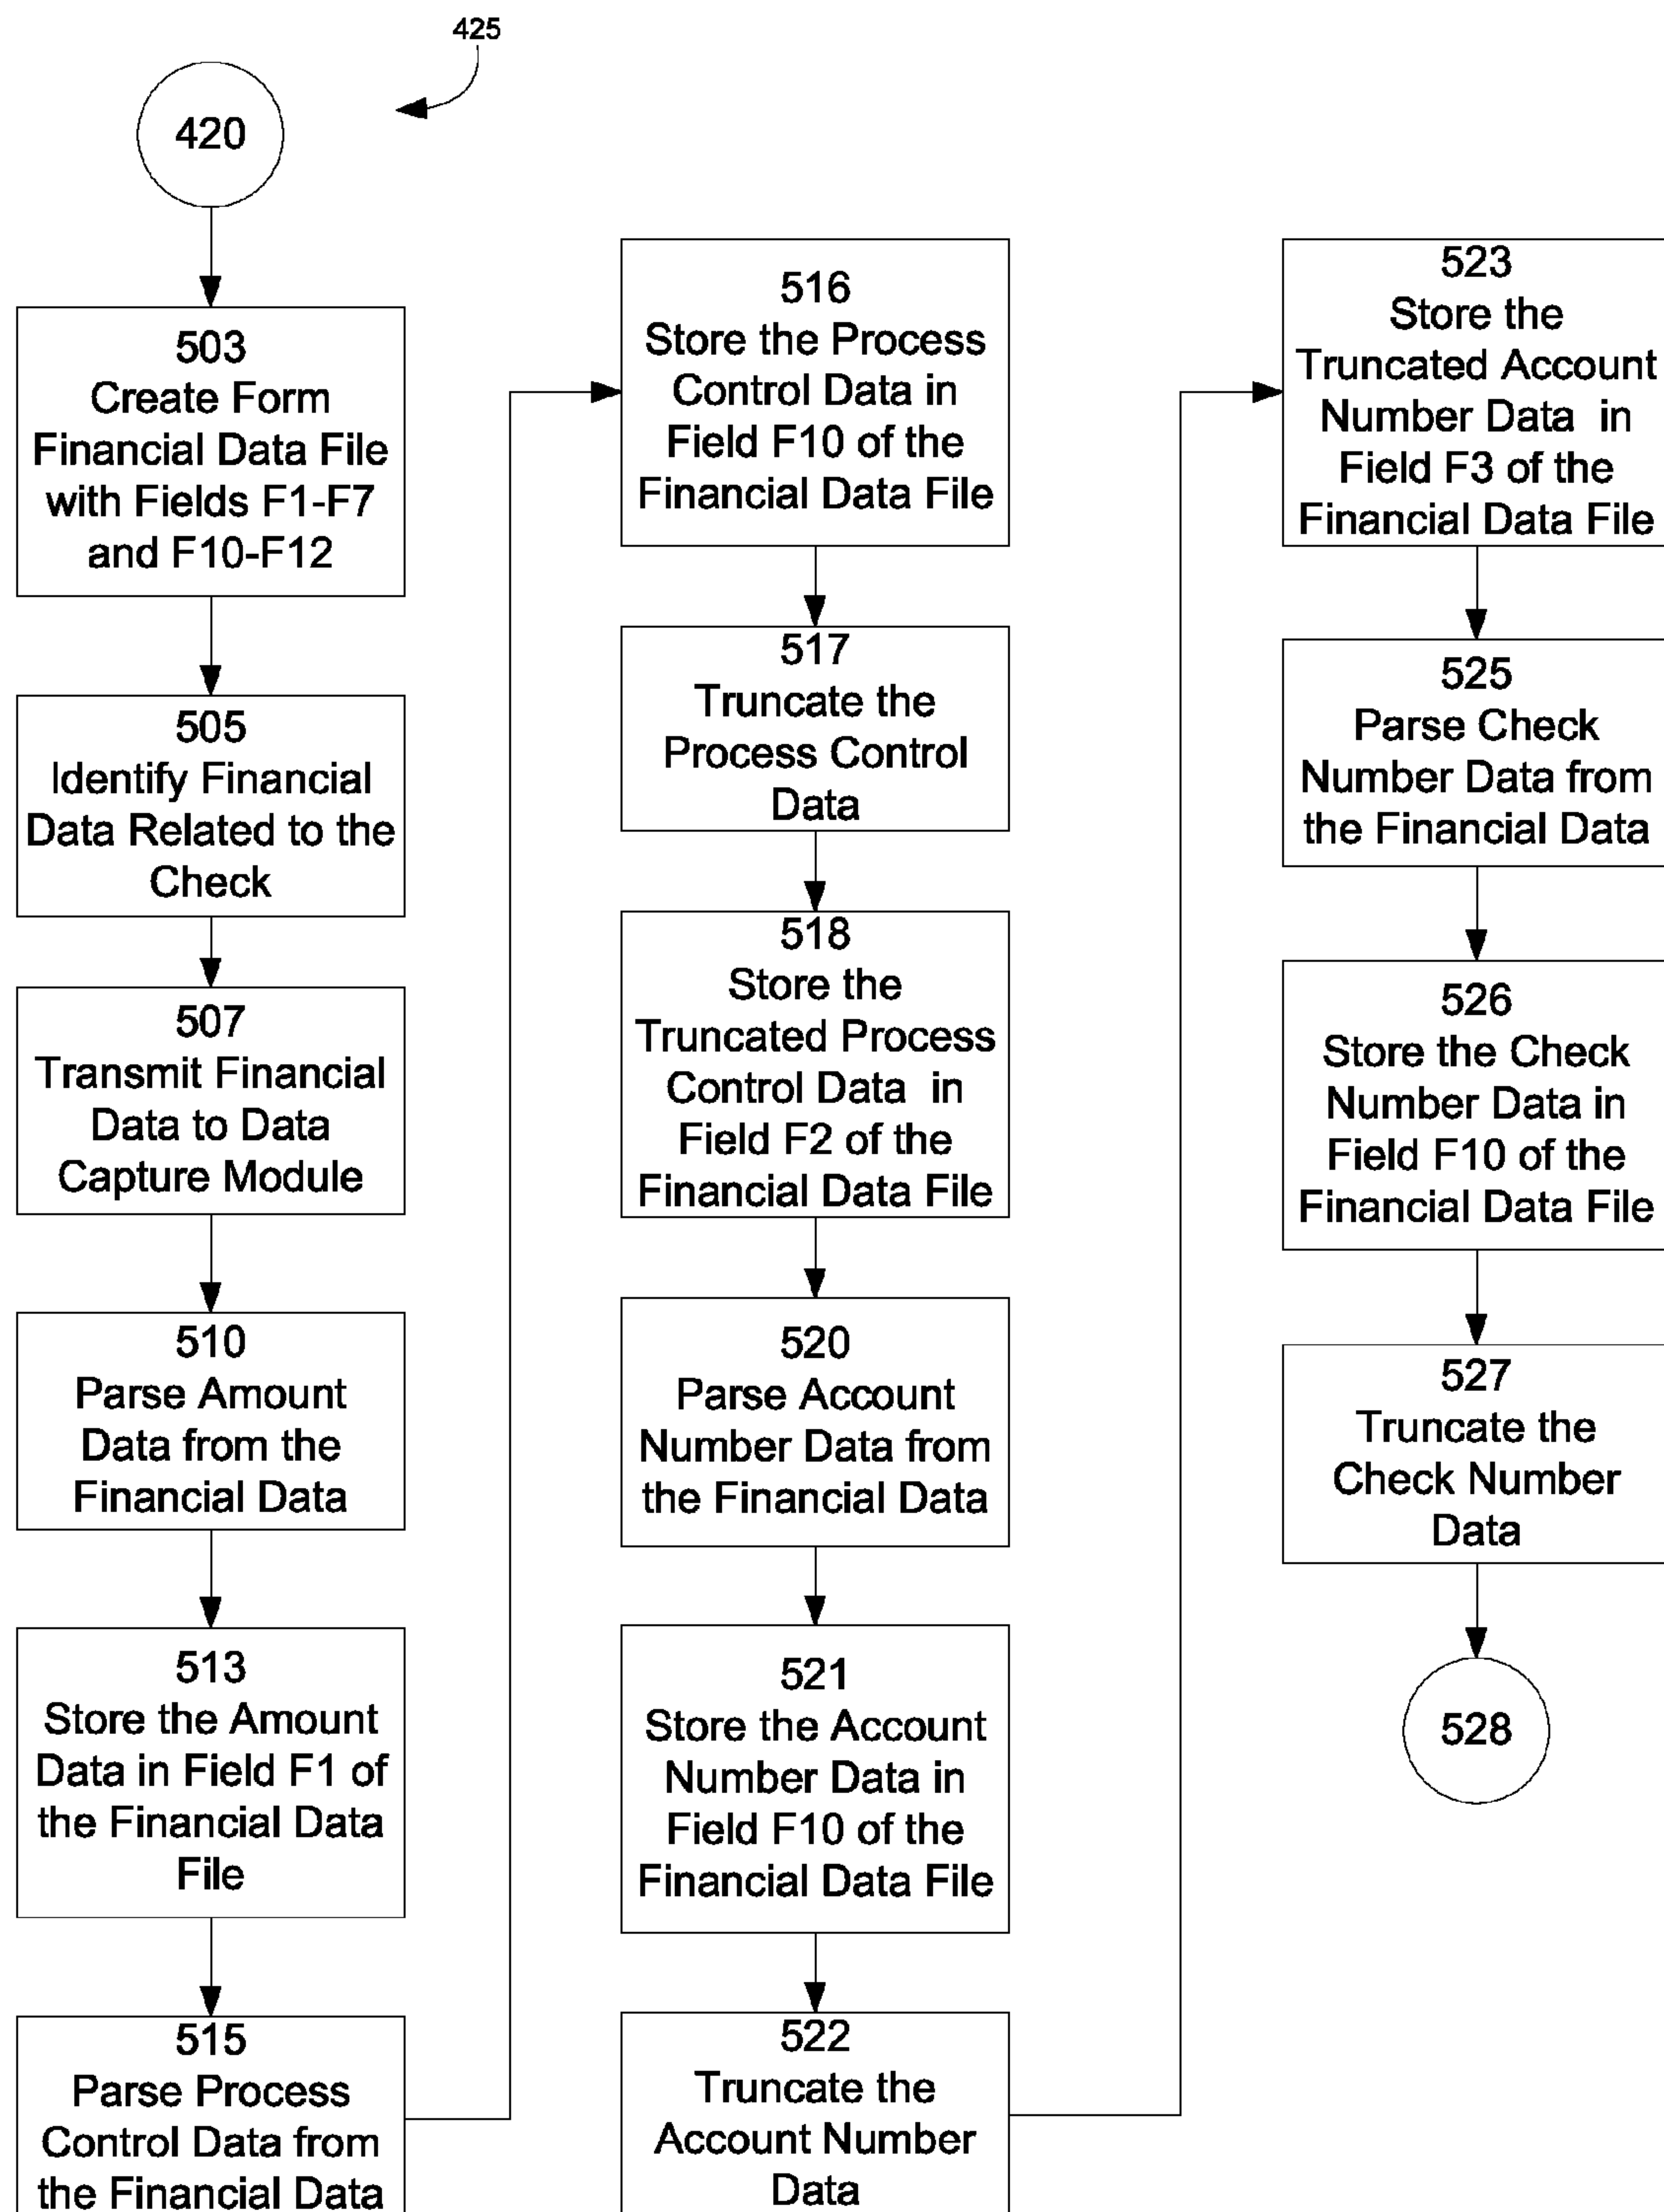 425
420
503
Create Form
Financial Data File
with Fields F1-F7
and F10-F12
505
Identify Financial
Data Related to the
Check
507
Transmit Financial
Data to Data
Capture Module
510
Parse Amount
Data from the
Financial Data
513
Store the Amount
Data in Field F1 of
the Financial Data
File
515
Parse Process
Control Data from
the Financial Data
516
Store the Process
Control Data in
Field F10 of the
Financial Data File
517
Truncate the
Process Control
Data
518
Store the
Truncated Process
Control Data in
Field F2 of the
Financial Data File
520
Parse Account
Number Data from
the Financial Data
521
Store the Account
Number Data in
Field F10 of the
Financial Data File
522
Truncate the
Account Number
Data
523
Store the
Truncated Account
Number Data in
Field F3 of the
Financial Data File
525
Parse Check
Number Data from
the Financial Data
526
Store the Check
Number Data in
Field F10 of the
Financial Data File
527
Truncate the
Check Number
Data
528